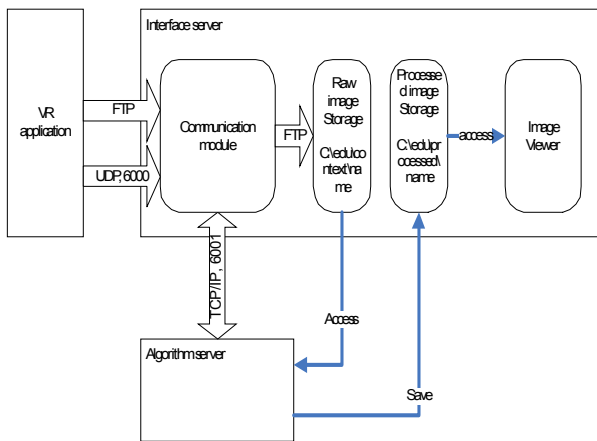 Interface server
VR
application
FTP
UDP, 6000
Communication
module
FTP
Raw
image
Storage
C:\edu\co
ntext\na
me
Processe
d image
Storage
C:\edu\pr
ocessed\
name
access
Image
Viewer
TCP/IP, 6001
Access
Algorithm server
Save